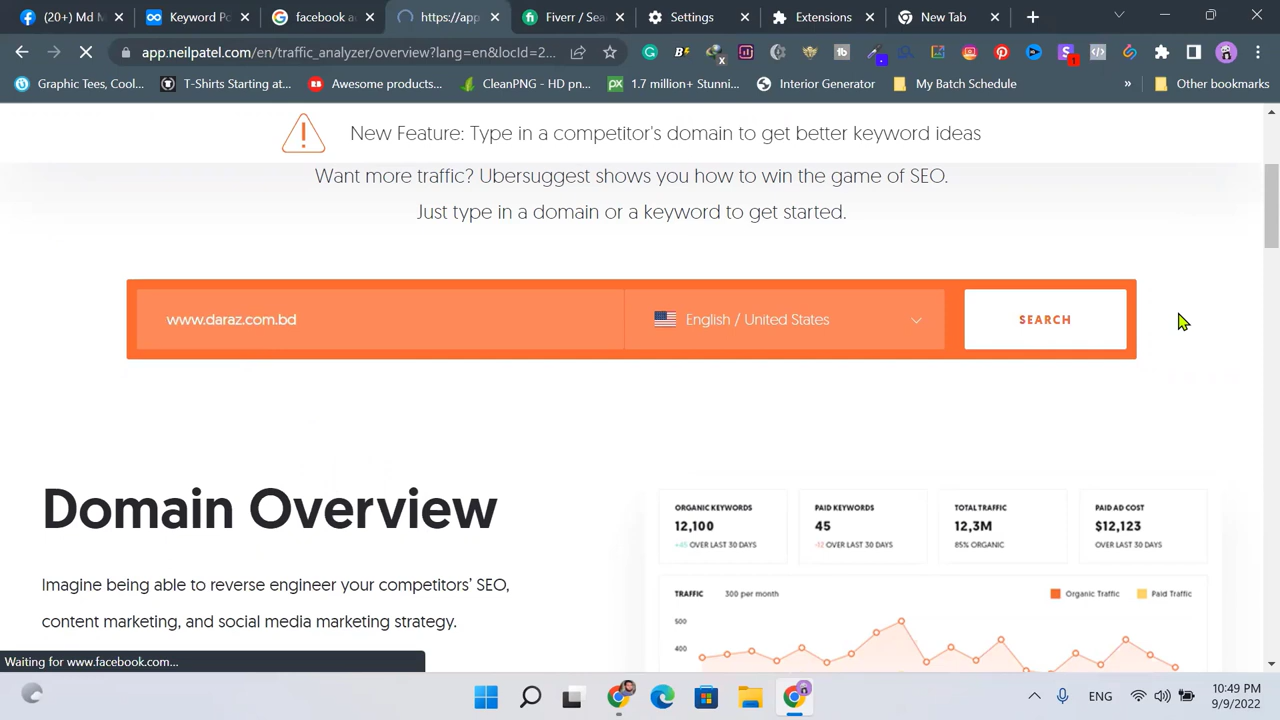 (20+) Md M
Keyword Po
facebook ac
https://app
Fiverr / Sea
Settings
Extensions
New Tab
app.neilpatel.com/en/traffic_analyzer/overview?lang=en&locId=2...
Graphic Tees, Cool...
T-Shirts Starting at...
Awesome products...
CleanPNG - HD pn...
1.7 million+ Stunni...
Interior Generator
My Batch Schedule
»
Other bookmarks
New Feature: Type in a competitor's domain to get better keyword ideas
Want more traffic? Ubersuggest shows you how to win the game of SEO.
Just type in a domain or a keyword to get started.
www.daraz.com.bd
English / United States
SEARCH
Domain Overview
Imagine being able to reverse engineer your competitors' SEO,
content marketing, and social media marketing strategy.
ORGANIC KEYWORDS
12,100
+45 OVER LAST 30 DAYS
PAID KEYWORDS
45
-12 OVER LAST 30 DAYS
TOTAL TRAFFIC
12,3M
85% ORGANIC
PAID AD COST
$12,123
OVER LAST 30 DAYS
TRAFFIC
300 per month
Organic Traffic
Paid Traffic
500
400
Waiting for www.facebook.com...
ENG
10:49 PM
9/9/2022